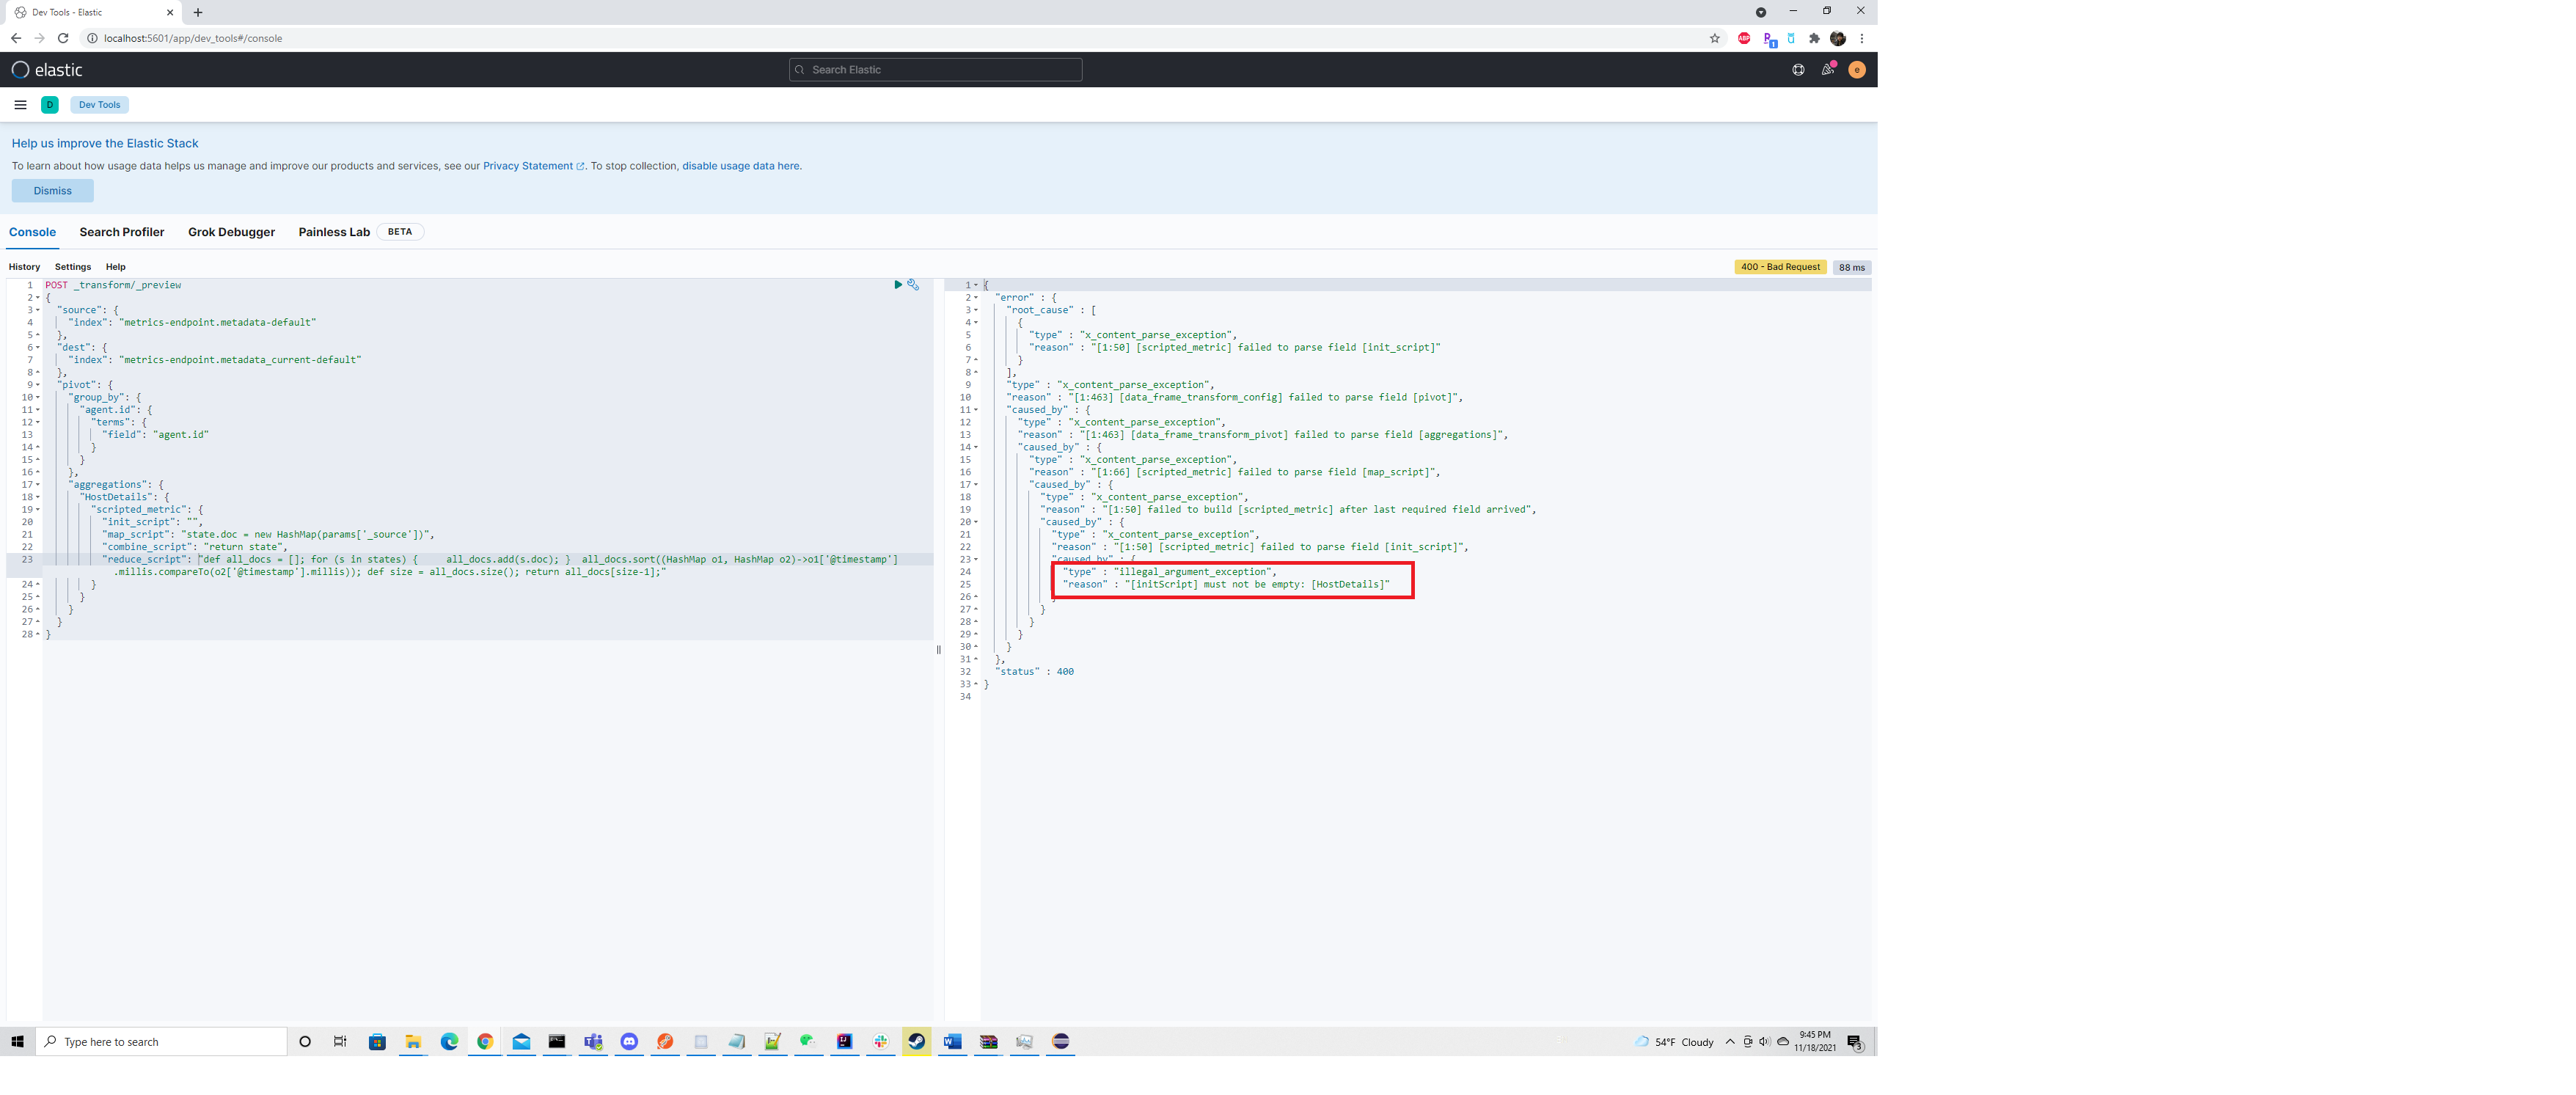 Dev Tools - Elastic
localhost:5601/app/dev_tools#/console
ABP
1
elastic
Search Elastic
e
D
Dev Tools
Help us improve the Elastic Stack
To learn about how usage data helps us manage and improve our products and services, see our Privacy Statement. To stop collection, disable usage data here.
Dismiss
Console Search Profiler Grok Debugger Painless Lab BETA
History Settings Help
400 - Bad Request 88 ms
1 POST _transform/_preview
2 {
3 "source": {
4 "index": "metrics-endpoint.metadata-default"
5 },
6 "dest": {
7 "index": "metrics-endpoint.metadata_current-default"
8 },
9 "pivot": {
10 "group_by": {
11 "agent.id": {
12 "terms": {
13 "field": "agent.id"
14 }
15 }
16 },
17 "aggregations": {
18 "HostDetails": {
19 "scripted_metric": {
20 "init_script": "",
21 "map_script": "state.doc = new HashMap(params['_source'])",
22 "combine_script": "return state",
23 "reduce_script": "def all_docs = []; for (s in states) { all_docs.add(s.doc); } all_docs.sort((HashMap o1, HashMap o2)->o1['@timestamp']
.millis.compareTo(o2['@timestamp'].millis)); def size = all_docs.size(); return all_docs[size-1];"
24 }
25 }
26 }
27 }
28 }
1 {
2 "error" : {
3 "root_cause" : [
4 {
5 "type" : "x_content_parse_exception",
6 "reason" : "[1:50] [scripted_metric] failed to parse field [init_script]"
7 }
8 ],
9 "type" : "x_content_parse_exception",
10 "reason" : "[1:463] [data_frame_transform_config] failed to parse field [pivot]",
11 "caused_by" : {
12 "type" : "x_content_parse_exception",
13 "reason" : "[1:463] [data_frame_transform_pivot] failed to parse field [aggregations]",
14 "caused_by" : {
15 "type" : "x_content_parse_exception",
16 "reason" : "[1:66] [scripted_metric] failed to parse field [map_script]",
17 "caused_by" : {
18 "type" : "x_content_parse_exception",
19 "reason" : "[1:50] failed to build [scripted_metric] after last required field arrived",
20 "caused_by" : {
21 "type" : "x_content_parse_exception",
22 "reason" : "[1:50] [scripted_metric] failed to parse field [init_script]",
23 "caused_by" : {
24 "type" : "illegal_argument_exception",
25 "reason" : "[initScript] must not be empty: [HostDetails]"
26 }
27 }
28 }
29 }
30 }
31 },
32 "status" : 400
33 }
34
Type here to search
54°F Cloudy
9:45 PM
11/18/2021
3